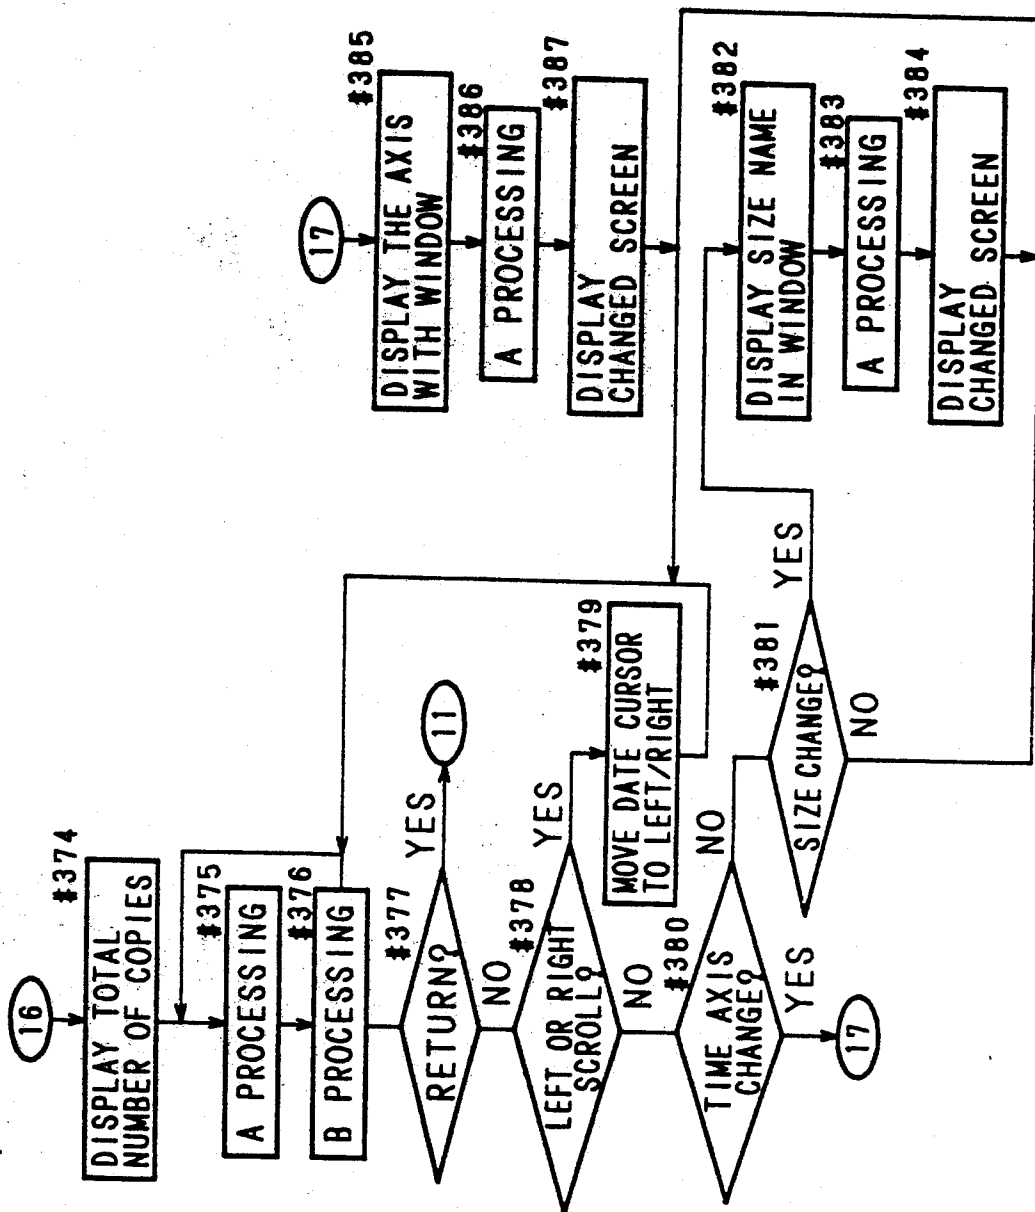 16
#374
DISPLAY TOTAL
NUMBER OF COPIES
#375
A PROCESSING
#376
B PROCESSING
#377
RETURN?
YES
11
NO
#378
LEFT OR RIGHT
SCROLL?
YES
#379
MOVE DATE CURSOR
TO LEFT/RIGHT
NO
#380
TIME AXIS
CHANGE?
NO
YES
17
#381
SIZE CHANGE?
YES
NO
17
#385
DISPLAY THE AXIS
WITH WINDOW
#386
A PROCESSING
#387
DISPLAY
CHANGED SCREEN
#382
DISPLAY SIZE NAME
IN WINDOW
#383
A PROCESSING
#384
DISPLAY
CHANGED SCREEN